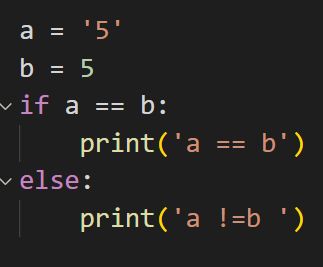 a = '5'
b = 5
if a == b:
    print('a == b')
else:
    print('a !=b ')